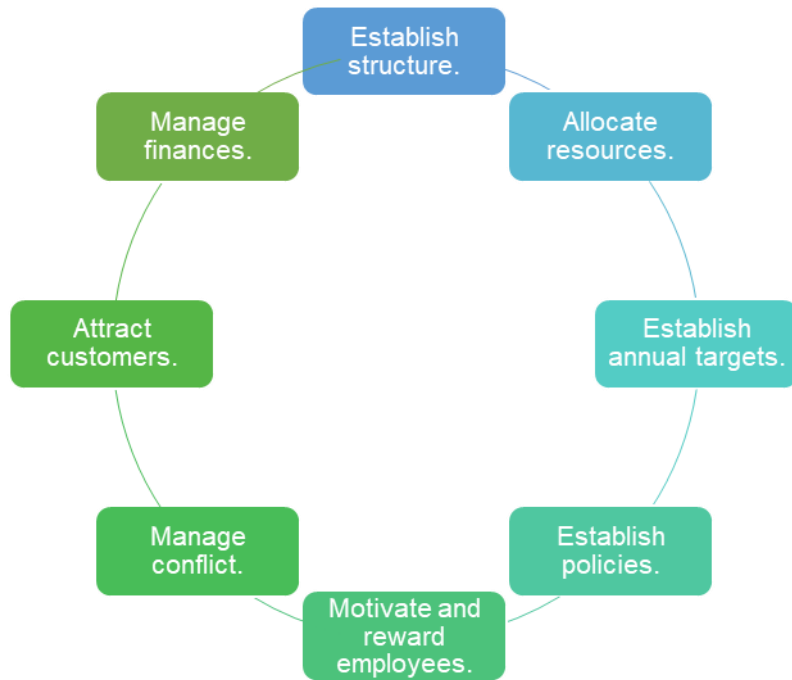 Establish
structure.
Allocate
resources.
Establish
annual targets.
Establish
policies.
Motivate and
reward
employees.
Manage
conflict.
Attract
customers.
Manage
finances.